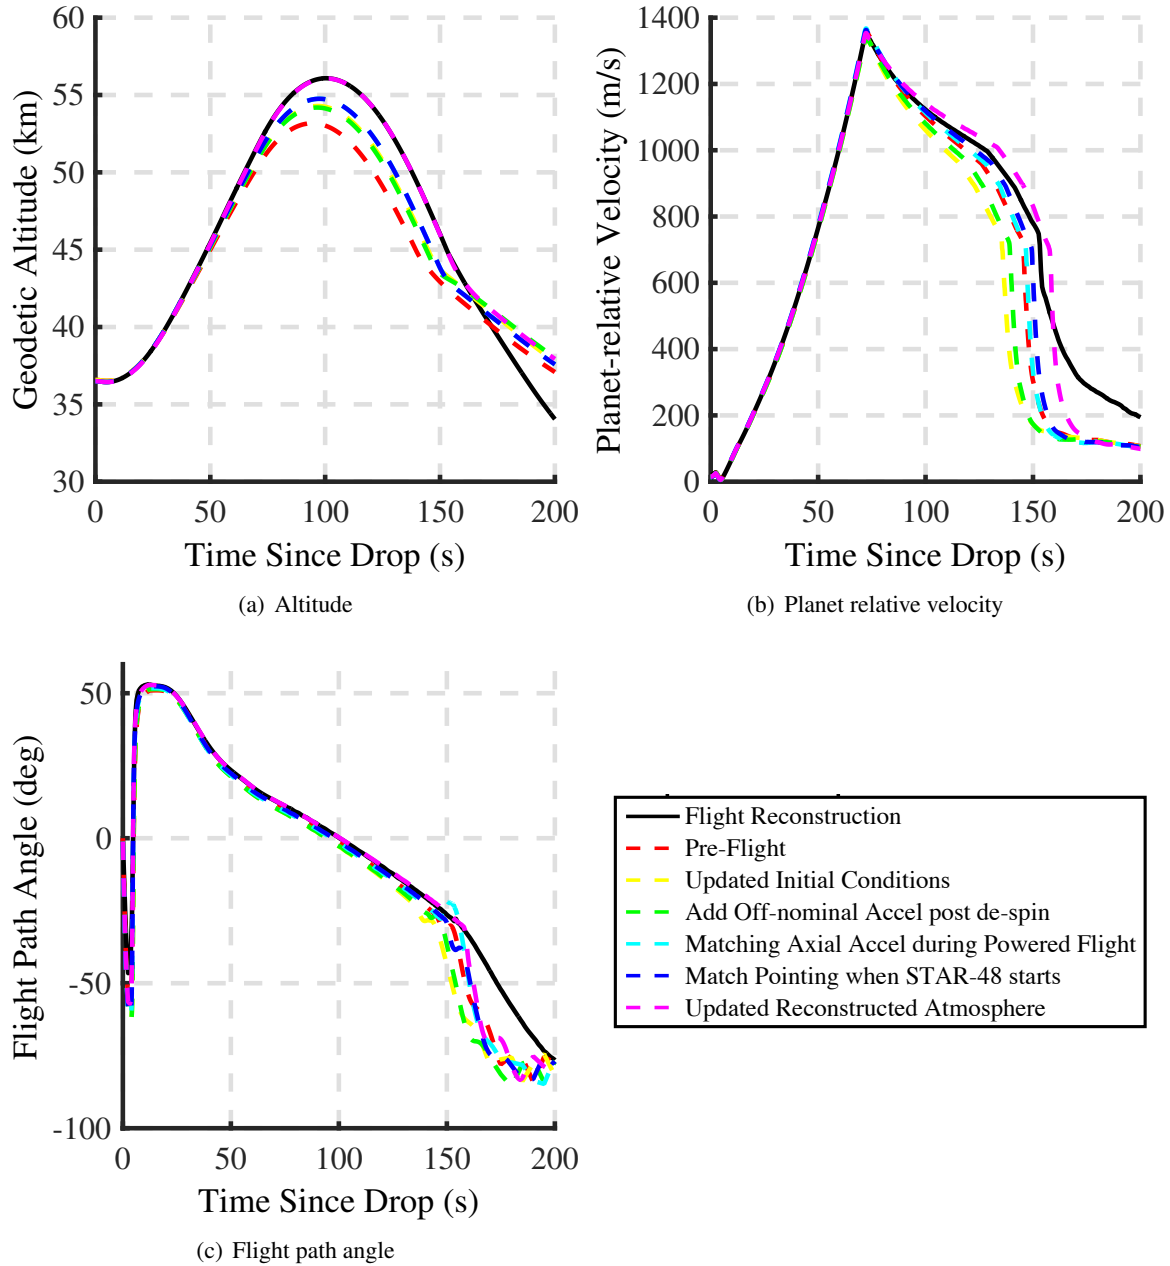 60
55
50
45
40
35
30
Geodetic Altitude (km)
0 50 100 150 200
Time Since Drop (s)
(a) Altitude
1400
1200
1000
800
600
400
200
0
Planet-relative Velocity (m/s)
0 50 100 150 200
Time Since Drop (s)
(b) Planet relative velocity
50
0
-50
-100
Flight Path Angle (deg)
0 50 100 150 200
Time Since Drop (s)
(c) Flight path angle
Flight Reconstruction
Pre-Flight
Updated Initial Conditions
Add Off-nominal Accel post de-spin
Matching Axial Accel during Powered Flight
Match Pointing when STAR-48 starts
Updated Reconstructed Atmosphere